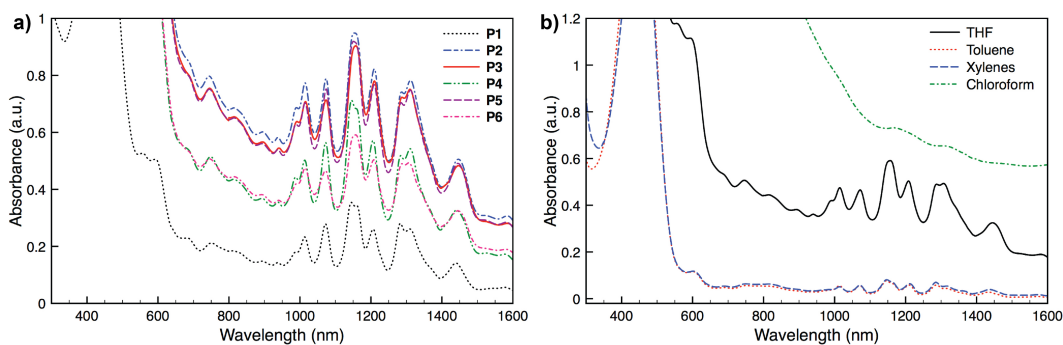 a)
Absorbance (a.u.)
1
0.8
0.6
0.4
0.2
0
400 600 800 1000 1200 1400 1600
Wavelength (nm)
P1
P2
P3
P4
P5
P6
b)
Absorbance (a.u.)
1.2
1
0.8
0.6
0.4
0.2
0
400 600 800 1000 1200 1400 1600
Wavelength (nm)
THF
Toluene
Xylenes
Chloroform